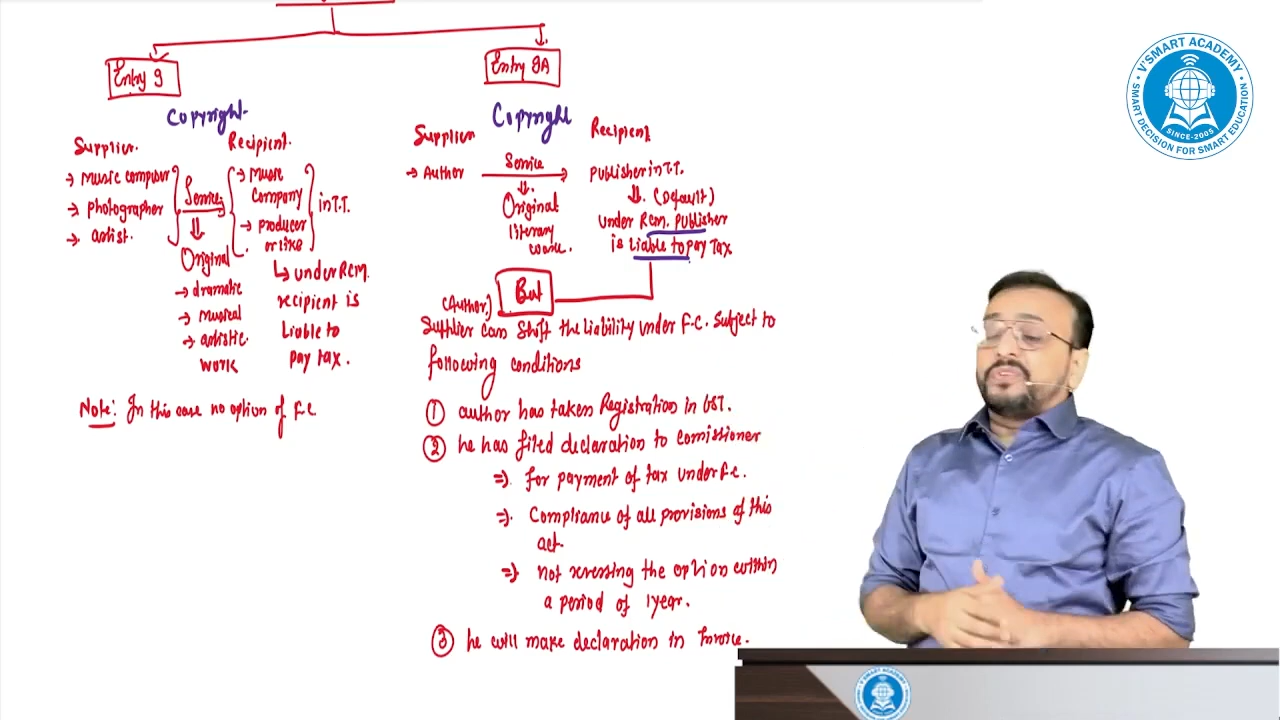 Entry 9
Copyright
Supplier.
Recipient.
→ Music composer
→ photographer
→ artist.
Service
Original
→ dramatic
→ musical
→ artistic
work
→ Music
Company
→ producer
or like
in T.T.
↳ under RCM.
recipient is
Liable to
pay tax.
Note: In this case no option of F.C
Entry 9A
Copyright
Supplier
Recipient
→ Author
Service
Original
literary
work.
publisher in T.T.
(Default)
under RCM. publisher
is liable to pay Tax
But
(Author)
Supplier can shift the liability under F.C. subject to
following conditions
① author has taken Registration in GST.
② he has filed declaration to comissioner
⇒ for payment of tax under F.C.
⇒ Compliance of all provisions of this
act.
⇒ not reversing the option within
a period of 1 year.
③ he will make declaration in Invoice.
V'SMART ACADEMY
SMART DECISION FOR SMART EDUCATION
SINCE-2005
V'SMART ACADEMY